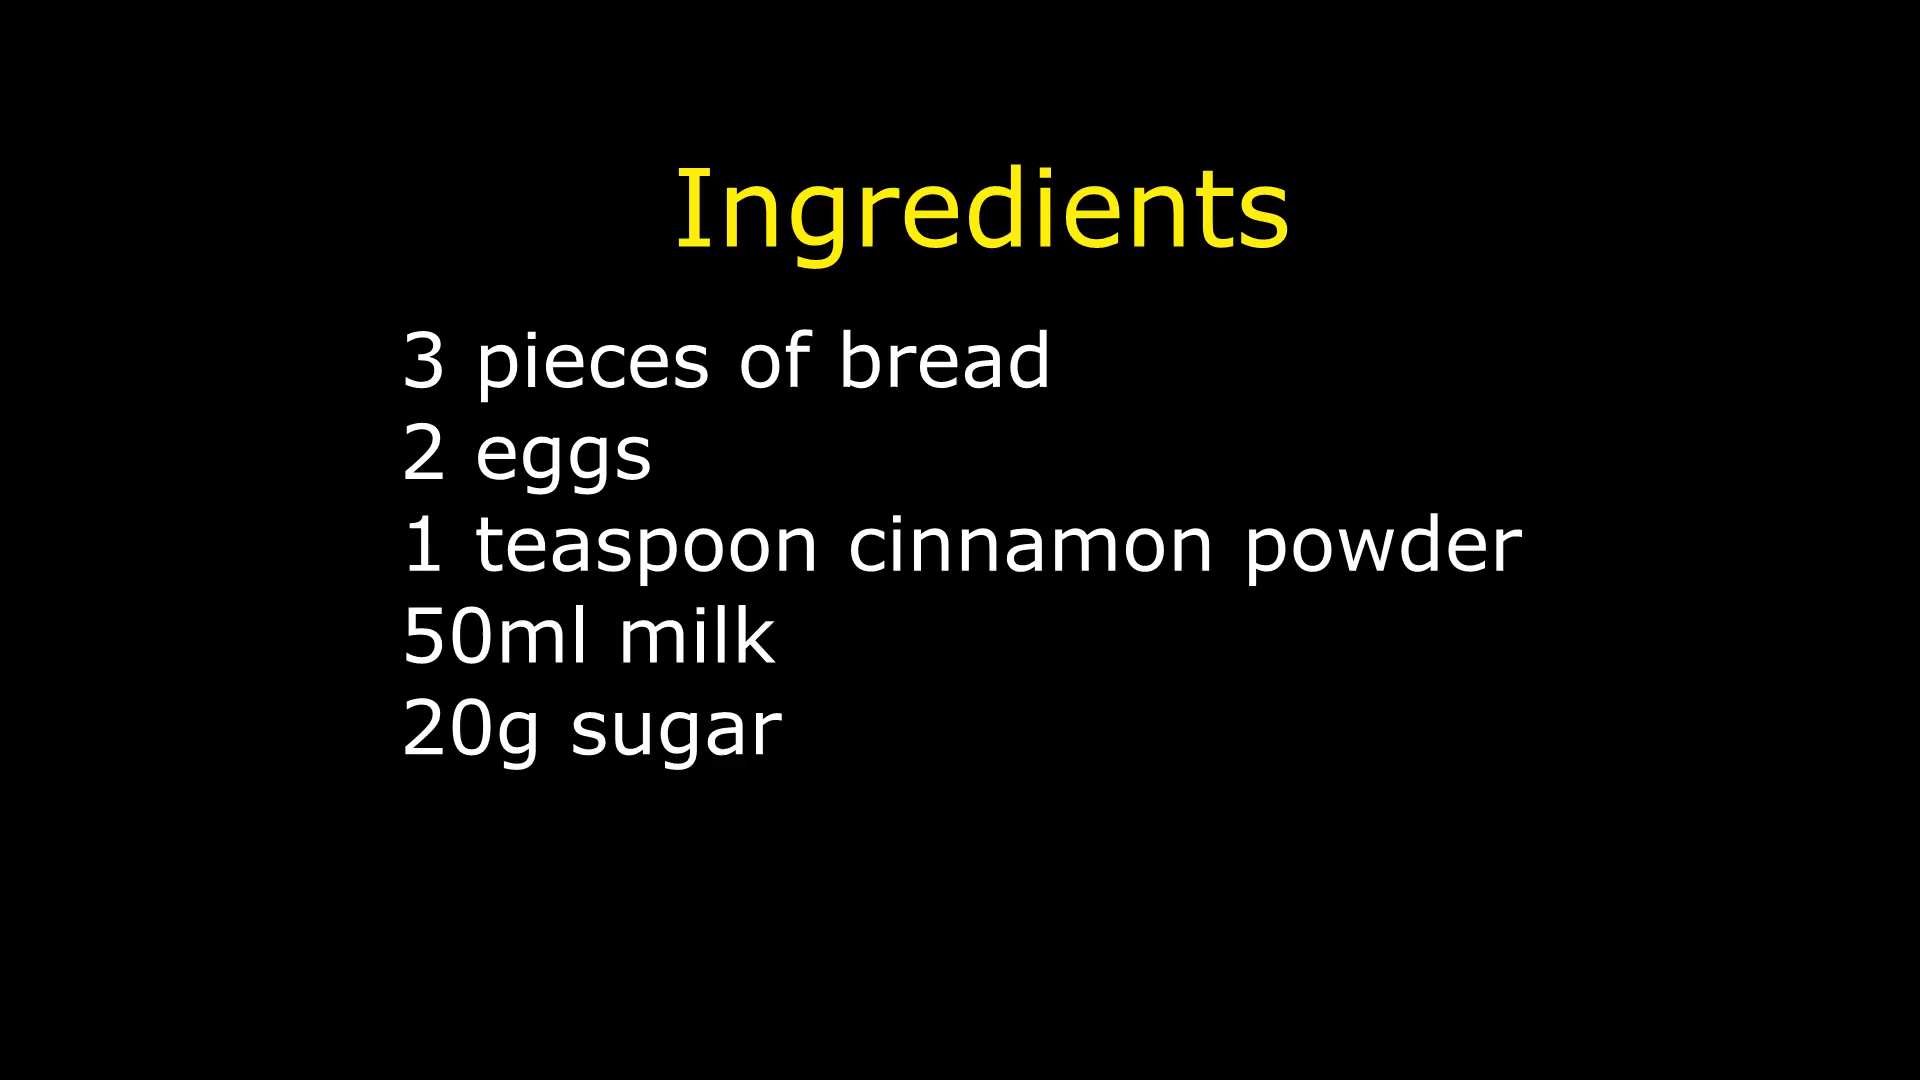 Ingredients
3 pieces of bread
2 eggs
1 teaspoon cinnamon powder
50ml milk
20g sugar